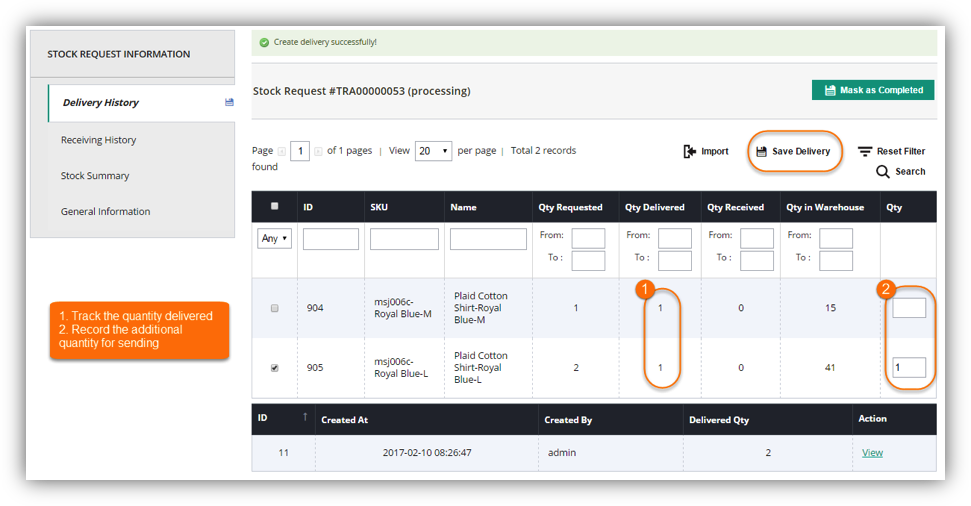 STOCK REQUEST INFORMATION
Delivery History
Receiving History
Stock Summary
General Information
1. Track the quantity delivered
2. Record the additional
quantity for sending
Create delivery successfully!
Stock Request #TRA00000053 (processing)
Mask as Completed
Page 1 of 1 pages | View 20 per page | Total 2 records
found
Import
Save Delivery
Reset Filter
Search
ID SKU Name Qty Requested Qty Delivered Qty Received Qty in Warehouse Qty
Any From: From: From: From:
To : To : To : To :
1 2
904 msj006c-
Royal Blue-M Plaid Cotton
Shirt-Royal
Blue-M 1 1 0 15
905 msj006c-
Royal Blue-L Plaid Cotton
Shirt-Royal
Blue-L 2 1 0 41 1
ID ↑ Created At Created By Delivered Qty Action
11 2017-02-10 08:26:47 admin 2 View